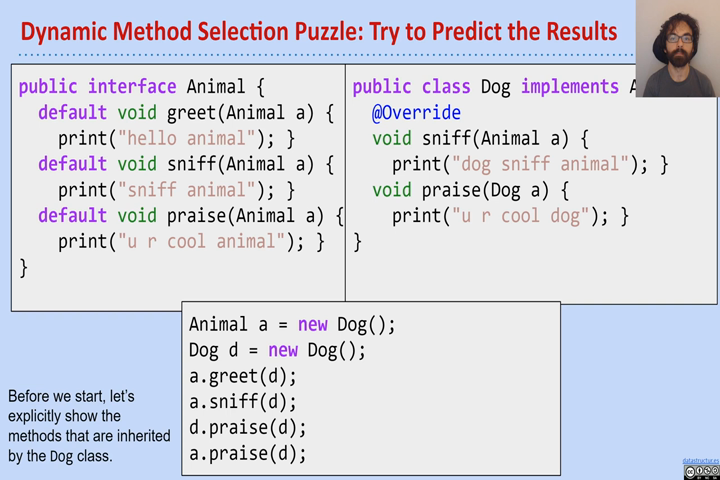 Dynamic Method Selection Puzzle: Try to Predict the Results
public interface Animal {
default void greet(Animal a) {
print("hello animal"); }
default void sniff(Animal a) {
print("sniff animal"); }
default void praise(Animal a) {
print("u r cool animal"); }
}
public class Dog implements A
@Override
void sniff(Animal a) {
print("dog sniff animal"); }
void praise(Dog a) {
print("u r cool dog"); }
}
Animal a = new Dog();
Dog d = new Dog();
a.greet(d);
a.sniff(d);
d.praise(d);
a.praise(d);
Before we start, let's
explicitly show the
methods that are inherited
by the Dog class.
datastructur.es